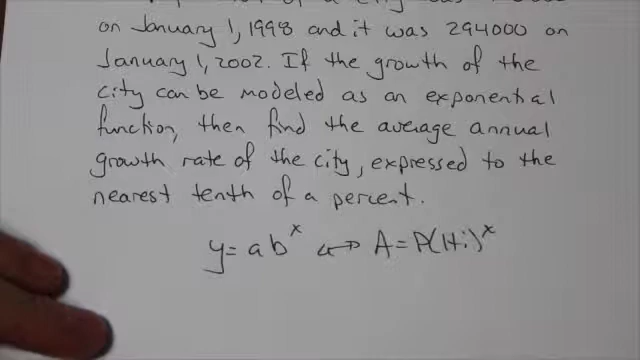 on January 1, 1998 and it was 294000 on
January 1, 2002. If the growth of the
city can be modeled as an exponential
function, then find the average annual
growth rate of the city, expressed to the
nearest tenth of a percent.
y = ab^x ↔ A = P(1+i)^x